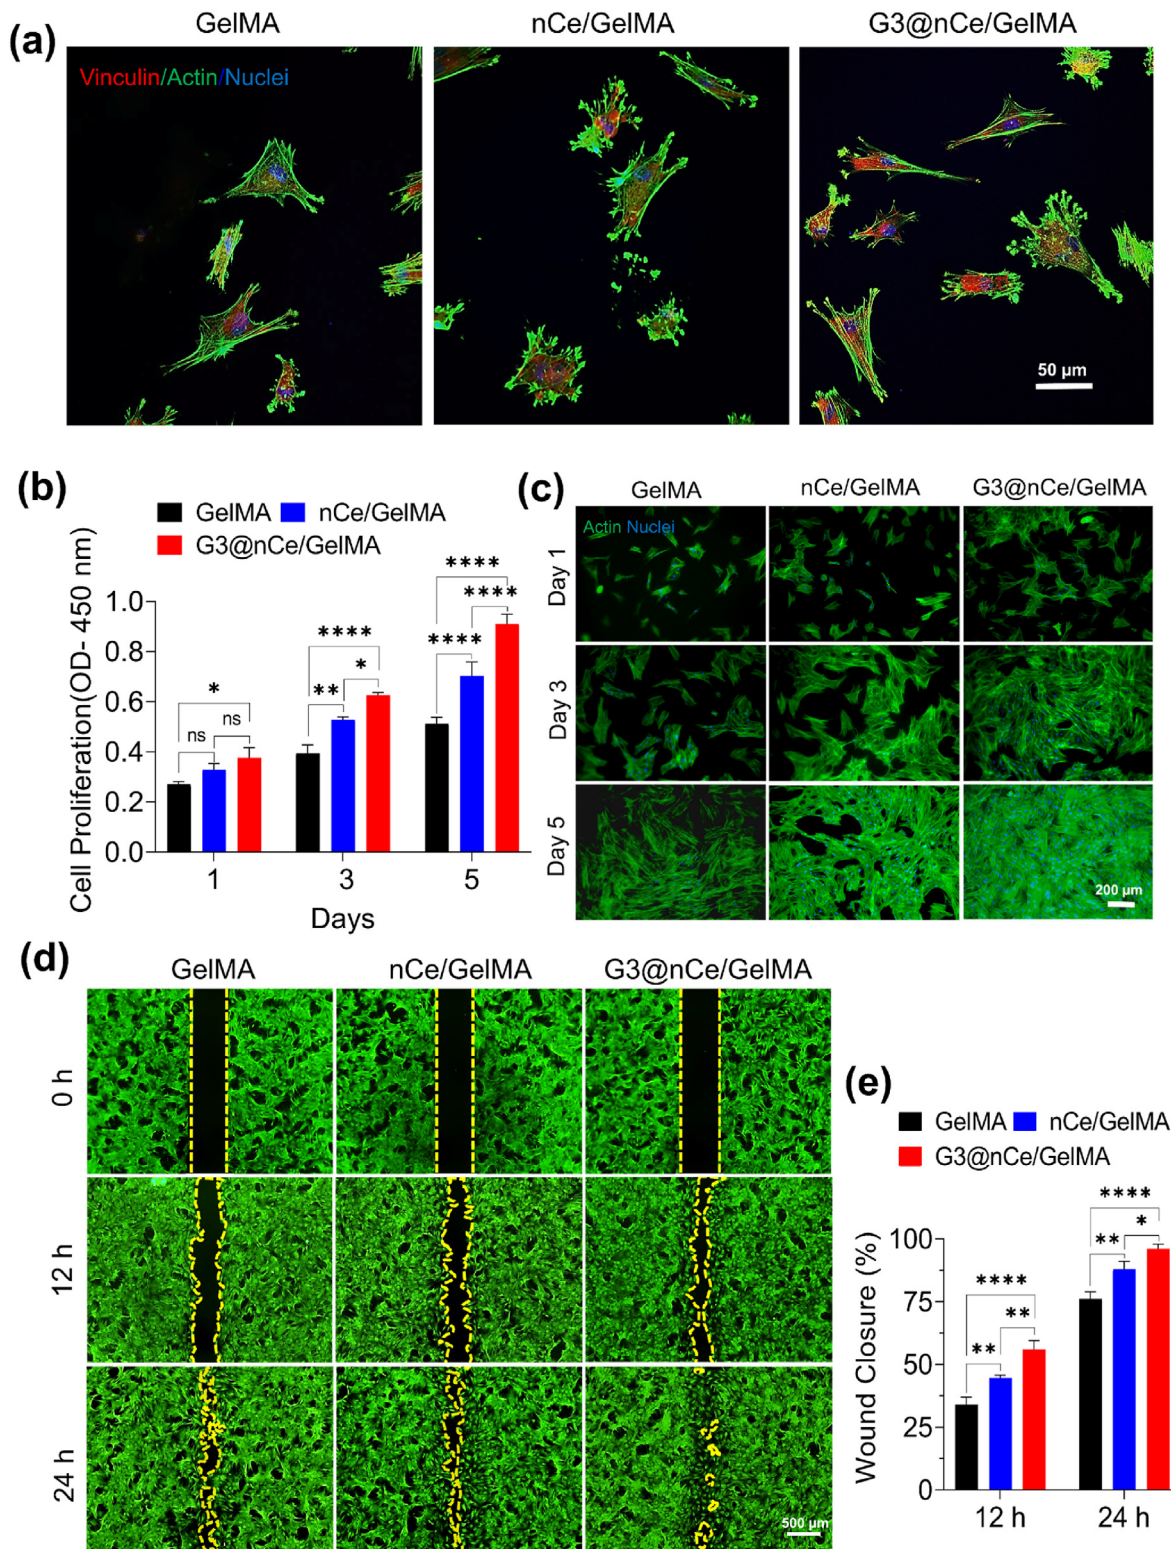 (a)
GelMA nCe/GelMA G3@nCe/GelMA
Vinculin/Actin/Nuclei
50 µm
(b)
GelMA nCe/GelMA
G3@nCe/GelMA
Cell Proliferation(OD- 450 nm)
1.0
0.8
0.6
0.4
0.2
0.0
ns
ns
*
**
*
****
****
****
****
1 3 5
Days
(c)
GelMA nCe/GelMA G3@nCe/GelMA
Actin Nuclei
Day 1
Day 3
Day 5
200 µm
(d)
GelMA nCe/GelMA G3@nCe/GelMA
0 h
12 h
24 h
500 µm
(e)
GelMA nCe/GelMA
G3@nCe/GelMA
Wound Closure (%)
100
75
50
25
0
**
**
****
**
*
****
12 h 24 h